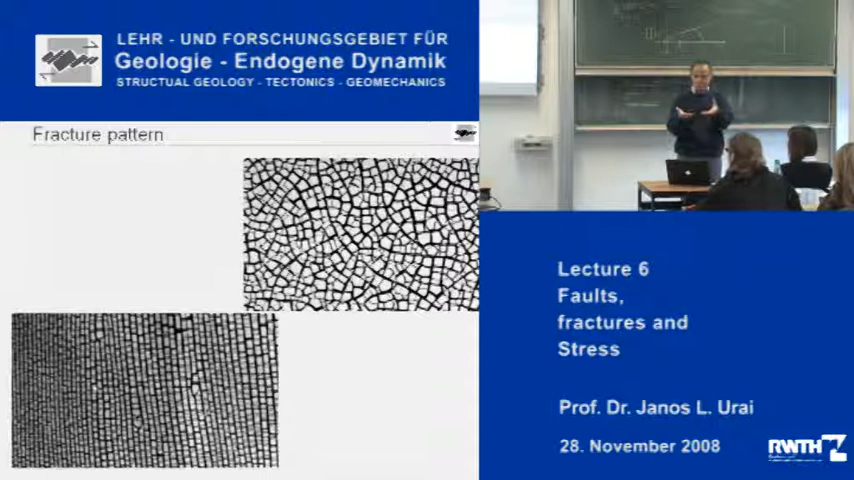 LEHR - UND FORSCHUNGSGEBIET FÜR
Geologie - Endogene Dynamik
STRUCTUAL GEOLOGY - TECTONICS - GEOMECHANICS
Fracture pattern
Lecture 6
Faults,
fractures and
Stress
Prof. Dr. Janos L. Urai
28. November 2008
RWTH